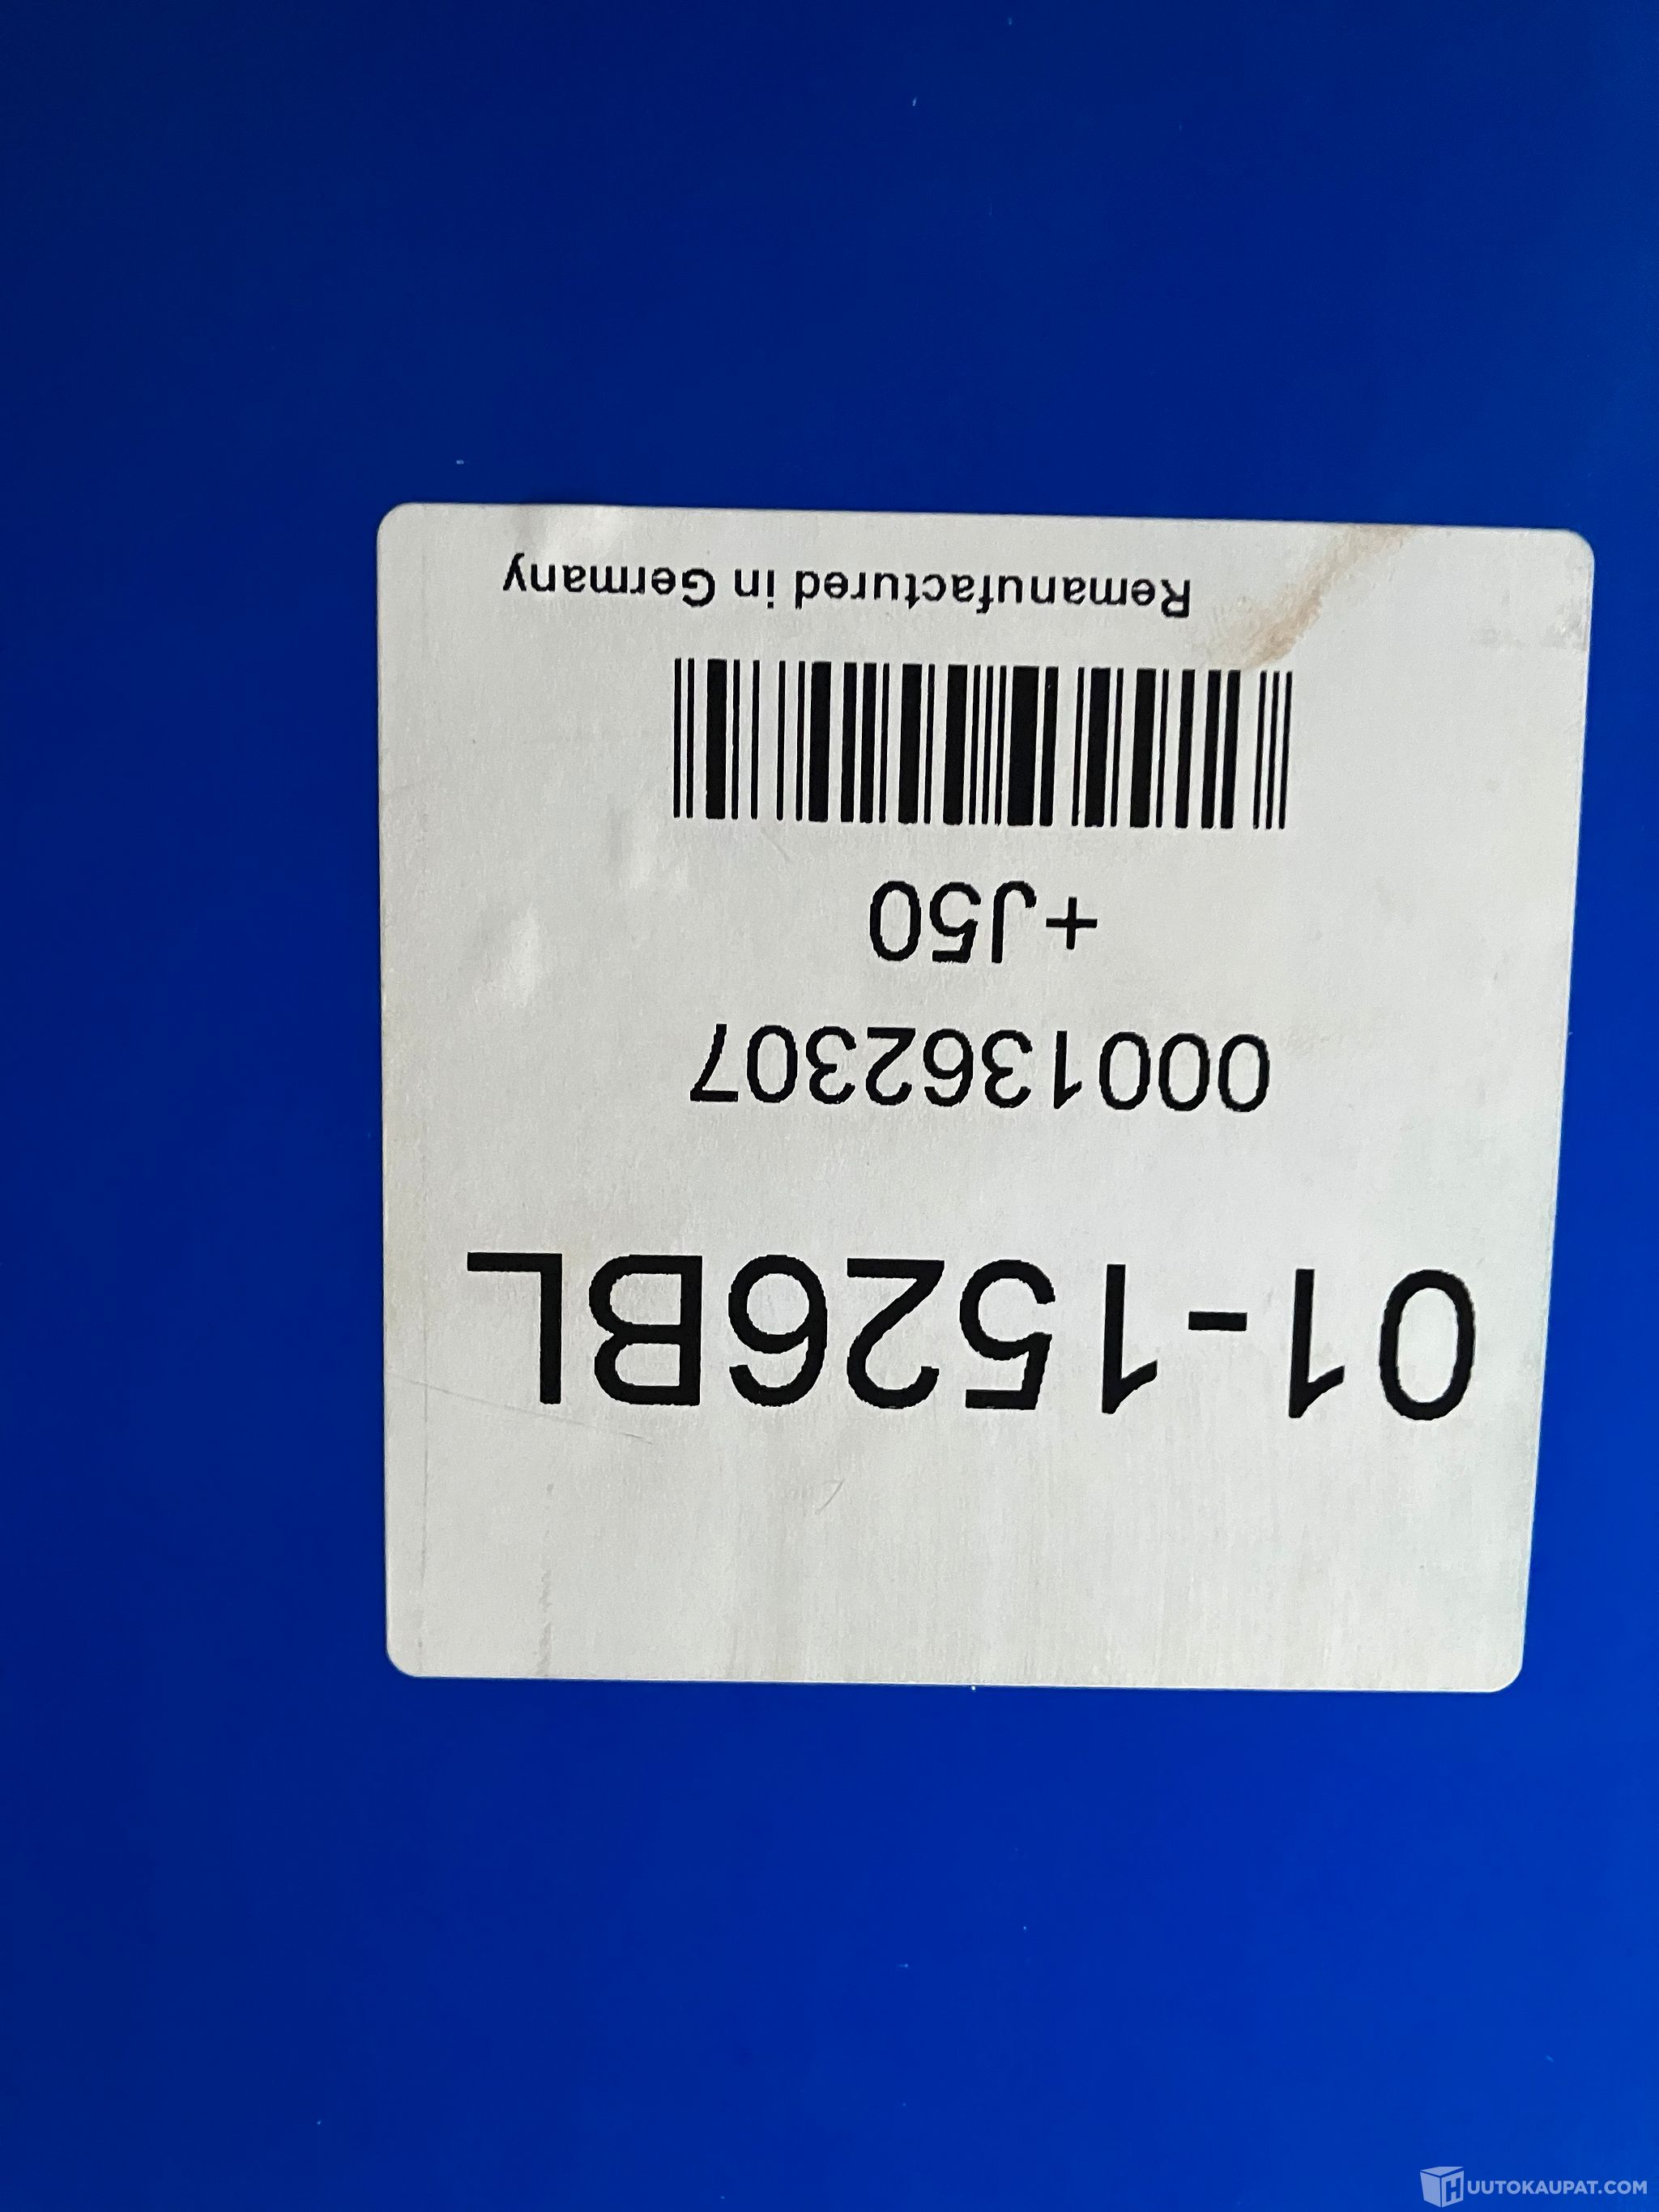 01-1526BL
0001362307
+J50
Remanufactured in Germany
HUUTOKAUPAT.COM